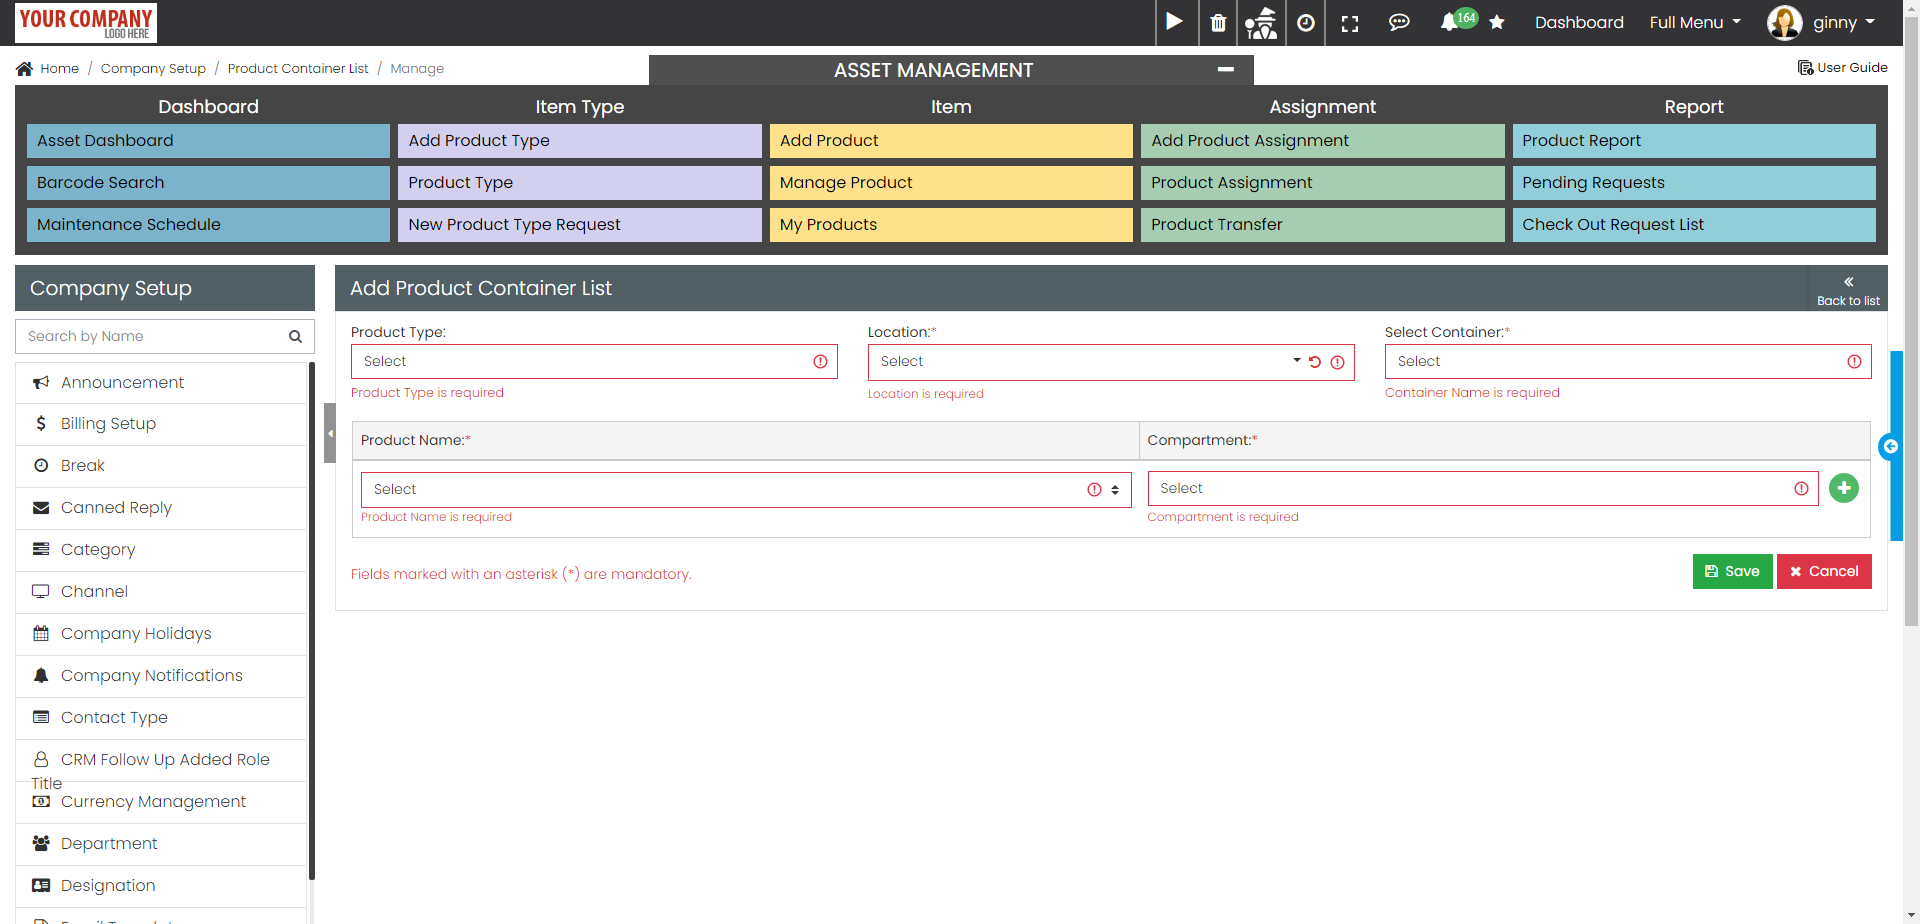 YOUR COMPANY
LOGO HERE
164
Dashboard
Full Menu
ginny
Home / Company Setup / Product Container List / Manage
ASSET MANAGEMENT
User Guide
Dashboard
Item Type
Item
Assignment
Report
Asset Dashboard
Add Product Type
Add Product
Add Product Assignment
Product Report
Barcode Search
Product Type
Manage Product
Product Assignment
Pending Requests
Maintenance Schedule
New Product Type Request
My Products
Product Transfer
Check Out Request List
Company Setup
Search by Name
Announcement
Billing Setup
Break
Canned Reply
Category
Channel
Company Holidays
Company Notifications
Contact Type
CRM Follow Up Added Role
Title
Currency Management
Department
Designation
Add Product Container List
Back to list
Product Type:
Location:*
Select Container:*
Select
Select
Select
Product Type is required
Location is required
Container Name is required
Product Name:*
Compartment:*
Select
Select
Product Name is required
Compartment is required
Fields marked with an asterisk (*) are mandatory.
Save
Cancel